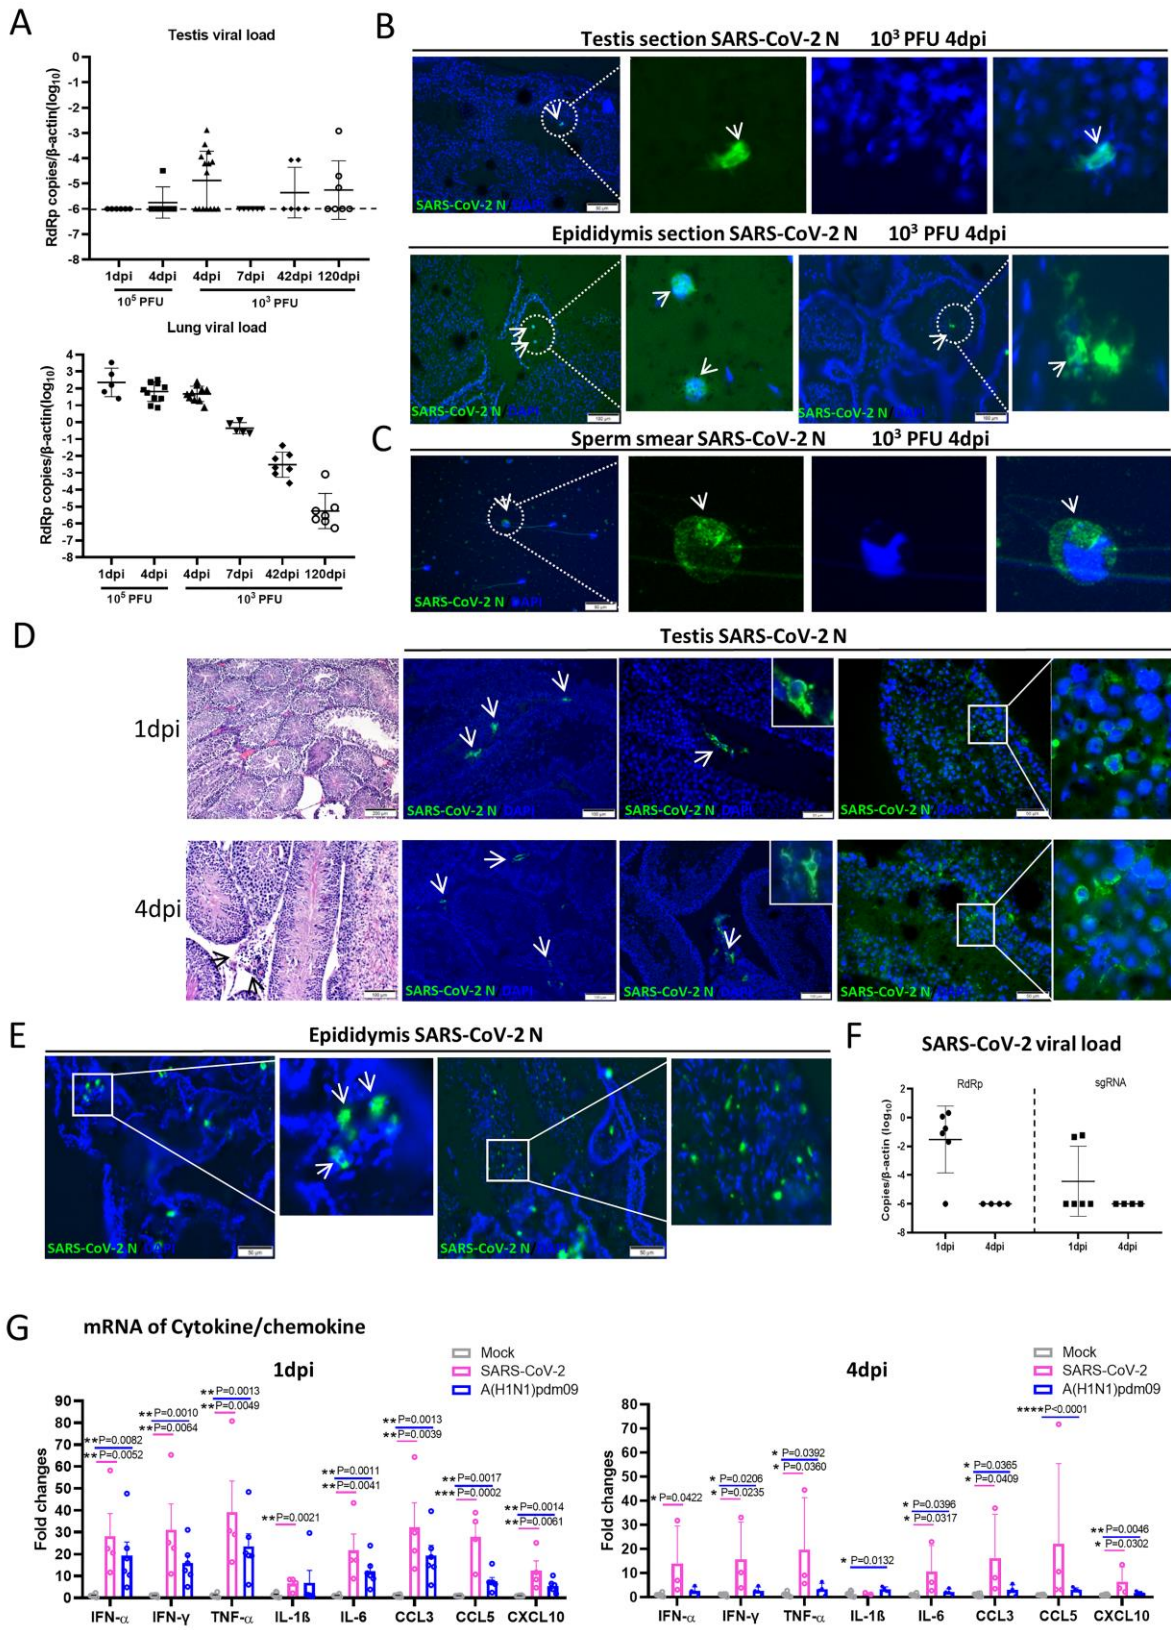 A
Testis viral load
RdRp copies/β-actin(log₁₀)
0
-1
-2
-3
-4
-5
-6
-7
-8
1dpi 4dpi 4dpi 7dpi 42dpi 120dpi
10⁵ PFU 10³ PFU
Lung viral load
RdRp copies/β-actin(log₁₀)
4
3
2
1
0
-1
-2
-3
-4
-5
-6
-7
-8
1dpi 4dpi 4dpi 7dpi 42dpi 120dpi
10⁵ PFU 10³ PFU
B
Testis section SARS-CoV-2 N 10³ PFU 4dpi
SARS-CoV-2 N DAPI
Epididymis section SARS-CoV-2 N 10³ PFU 4dpi
SARS-CoV-2 N DAPI
SARS-CoV-2 N DAPI
C
Sperm smear SARS-CoV-2 N 10³ PFU 4dpi
SARS-CoV-2 N DAPI
D
Testis SARS-CoV-2 N
1dpi
SARS-CoV-2 N DAPI
SARS-CoV-2 N DAPI
SARS-CoV-2 N DAPI
4dpi
SARS-CoV-2 N DAPI
SARS-CoV-2 N DAPI
SARS-CoV-2 N DAPI
E
Epididymis SARS-CoV-2 N
SARS-CoV-2 N DAPI
SARS-CoV-2 N
F
SARS-CoV-2 viral load
RdRp sgRNA
Copies/β-actin (log₁₀)
2
0
-2
-4
-6
-8
1dpi 4dpi 1dpi 4dpi
G
mRNA of Cytokine/chemokine
1dpi
Mock
SARS-CoV-2
A(H1N1)pdm09
Fold changes
90
80
70
60
50
40
30
20
10
0
**P=0.0082
**P=0.0052
**P=0.0010
**P=0.0064
**P=0.0013
**P=0.0049
**P=0.0021
**P=0.0011
**P=0.0041
**P=0.0013
**P=0.0039
**P=0.0017
***P=0.0002
**P=0.0014
**P=0.0061
IFN-α IFN-γ TNF-α IL-1ß IL-6 CCL3 CCL5 CXCL10
4dpi
Mock
SARS-CoV-2
A(H1N1)pdm09
Fold changes
80
70
60
50
40
30
20
10
0
* P=0.0422
* P=0.0206
* P=0.0235
* P=0.0392
* P=0.0360
* P=0.0132
* P=0.0396
* P=0.0317
* P=0.0365
* P=0.0409
****P<0.0001
**P=0.0046
* P=0.0302
IFN-α IFN-γ TNF-α IL-1ß IL-6 CCL3 CCL5 CXCL10